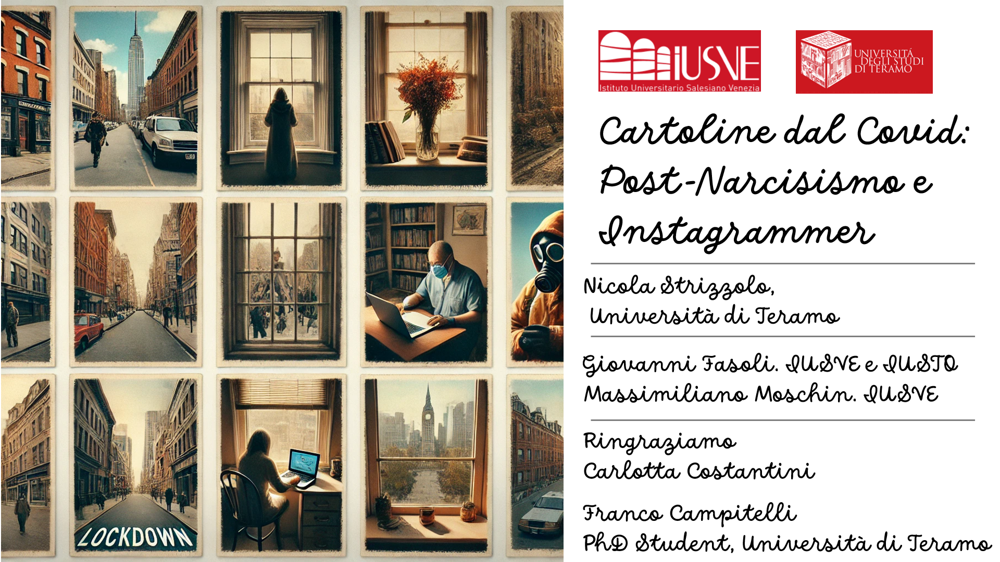 LOCKDOWN
IUSVE
Istituto Universitario Salesiano Venezia
UNIVERSITÁ
DEGLI STUDI
DI TERAMO
Cartoline dal Covid:
Post-Narcisismo e
Instagrammer
Nicola Strizzolo,
Università di Teramo
Giovanni Fasoli. IUSVE e IUSTO
Massimiliano Moschin. IUSVE
Ringraziamo
Carlotta Costantini
Franco Campitelli
PhD Student, Università di Teramo